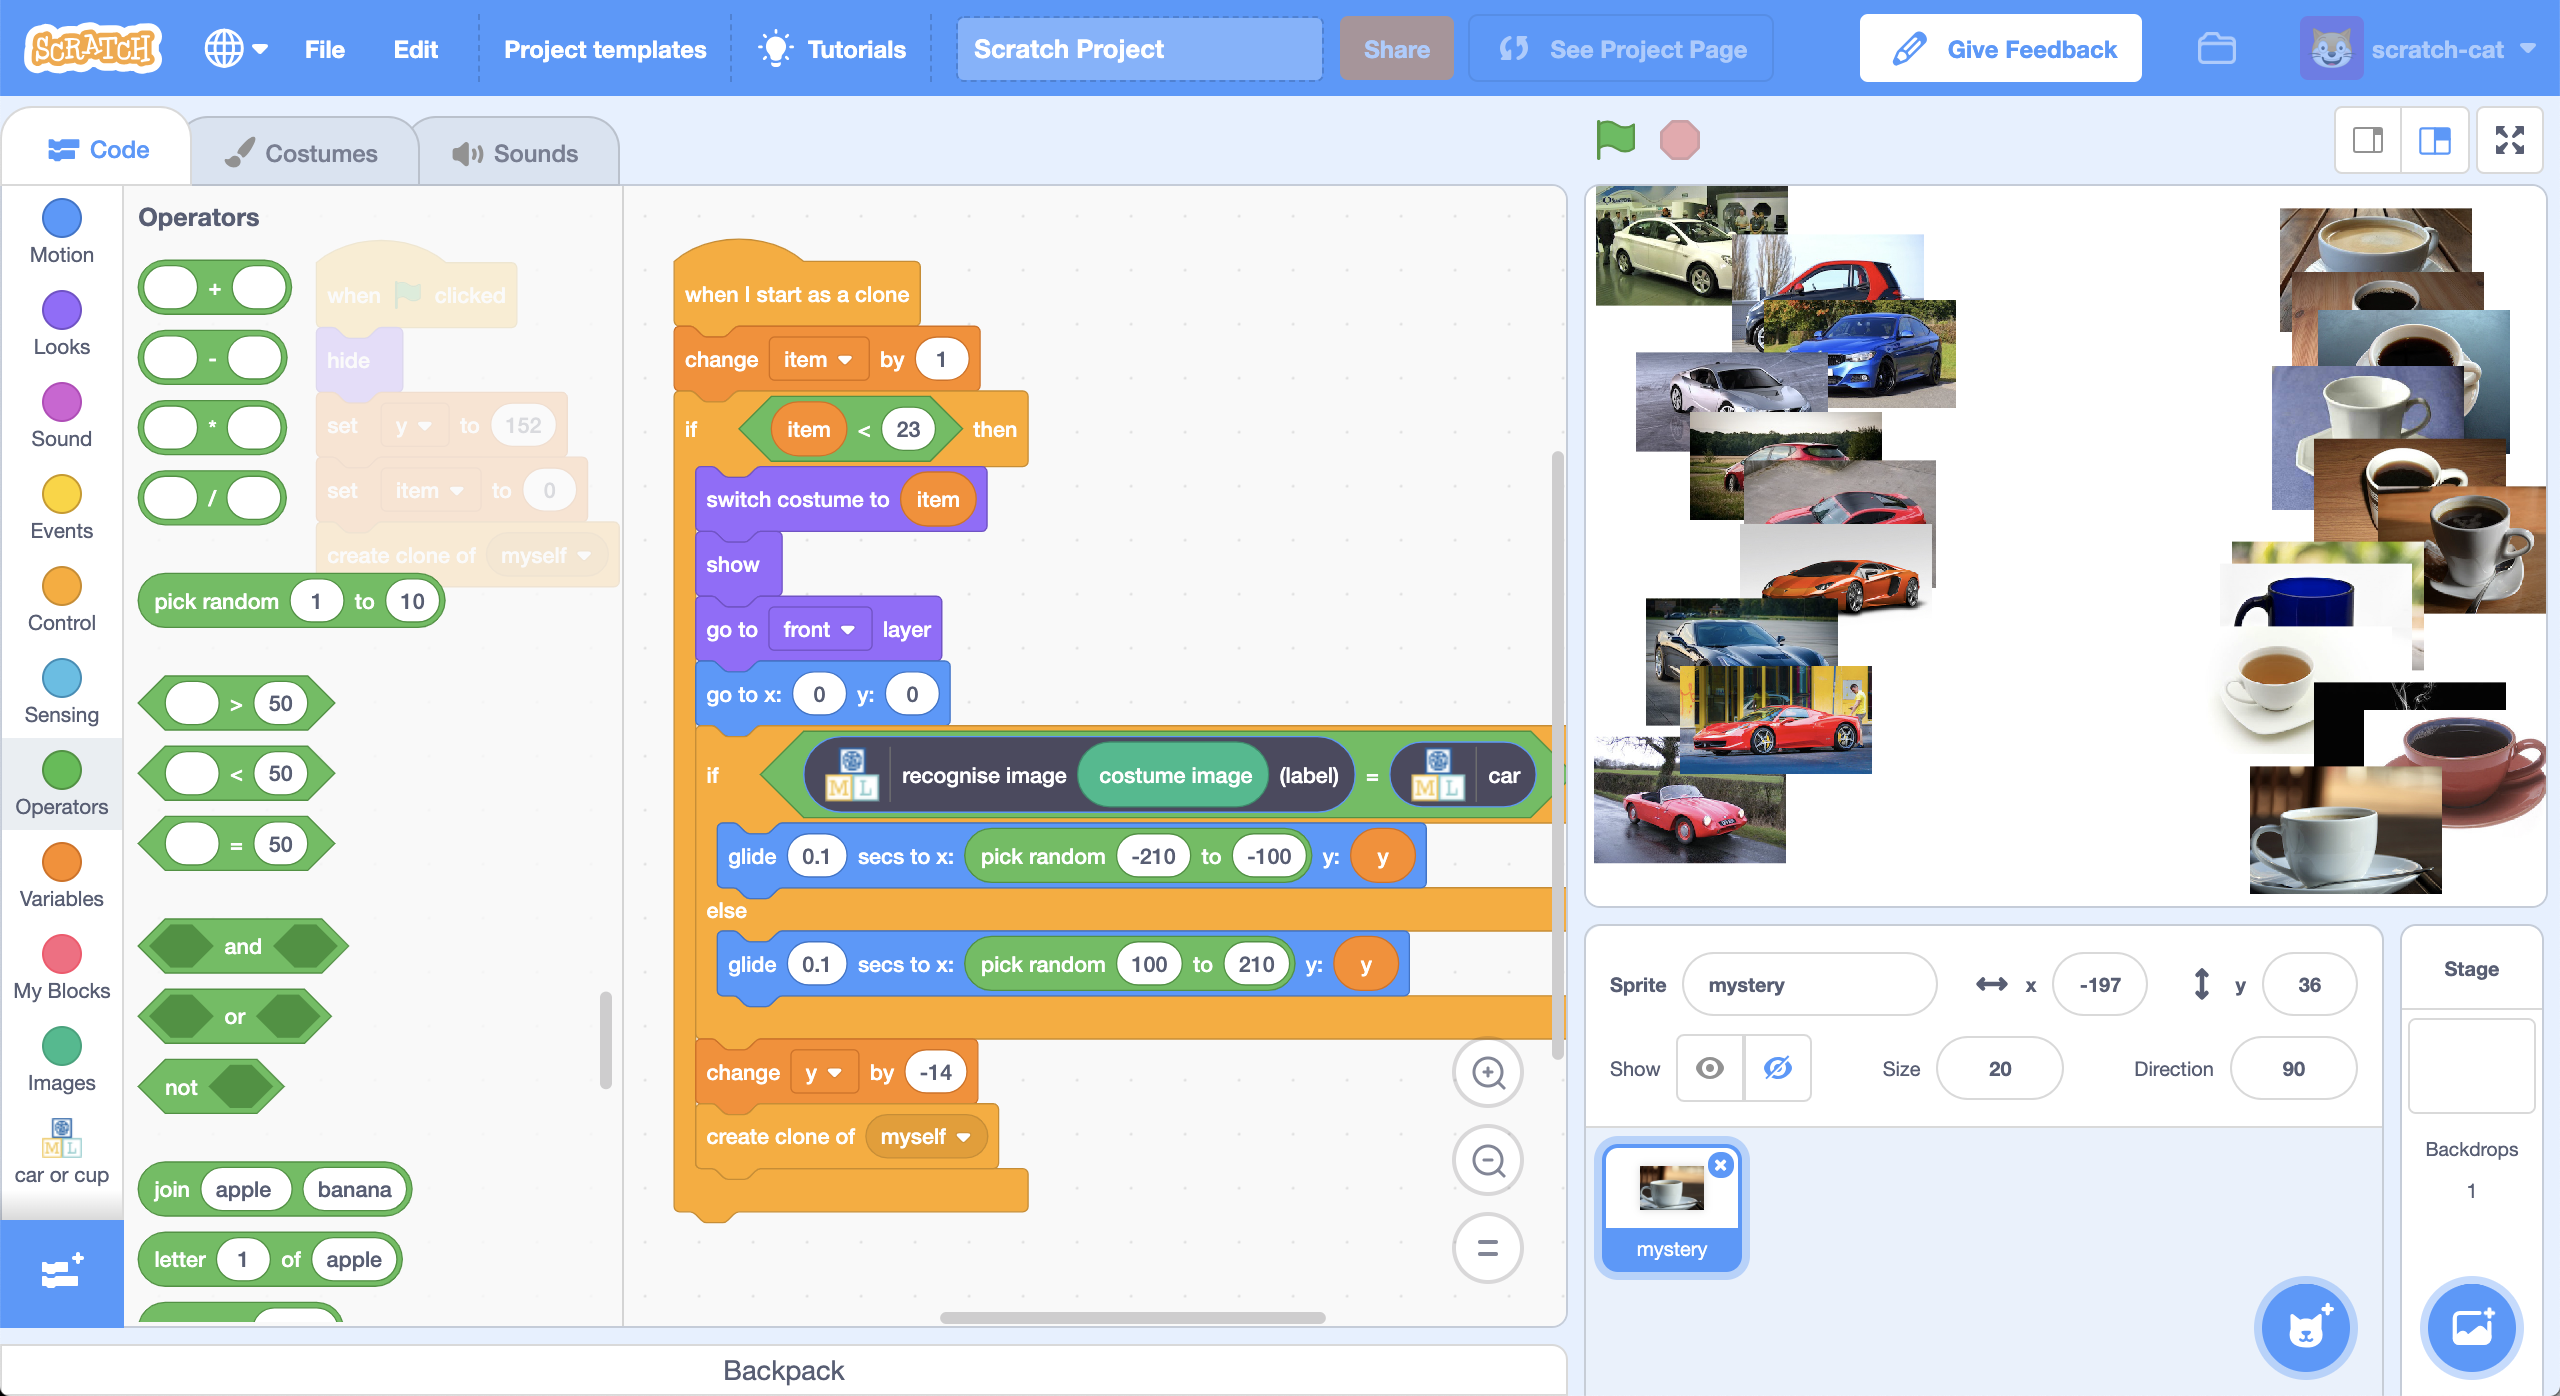 SCRATCH File Edit Project templates Tutorials Scratch Project Share See Project Page Give Feedback scratch-cat
Code Costumes Sounds
Motion
Looks
Sound
Events
Control
Sensing
Operators
Variables
My Blocks
Images
M L
car or cup
Operators
+
-
*
/
pick random 1 to 10
> 50
< 50
= 50
and
or
not
join apple banana
letter 1 of apple
when clicked
hide
set y to 152
set item to 0
create clone of myself
when I start as a clone
change item by 1
if item < 23 then
switch costume to item
show
go to front layer
go to x: 0 y: 0
if M L recognise image costume image (label) = M L car
glide 0.1 secs to x: pick random -210 to -100 y: y
else
glide 0.1 secs to x: pick random 100 to 210 y: y
change y by -14
create clone of myself
Backpack
Sprite mystery x -197 y 36
Show Size 20 Direction 90
mystery
Stage
Backdrops
1